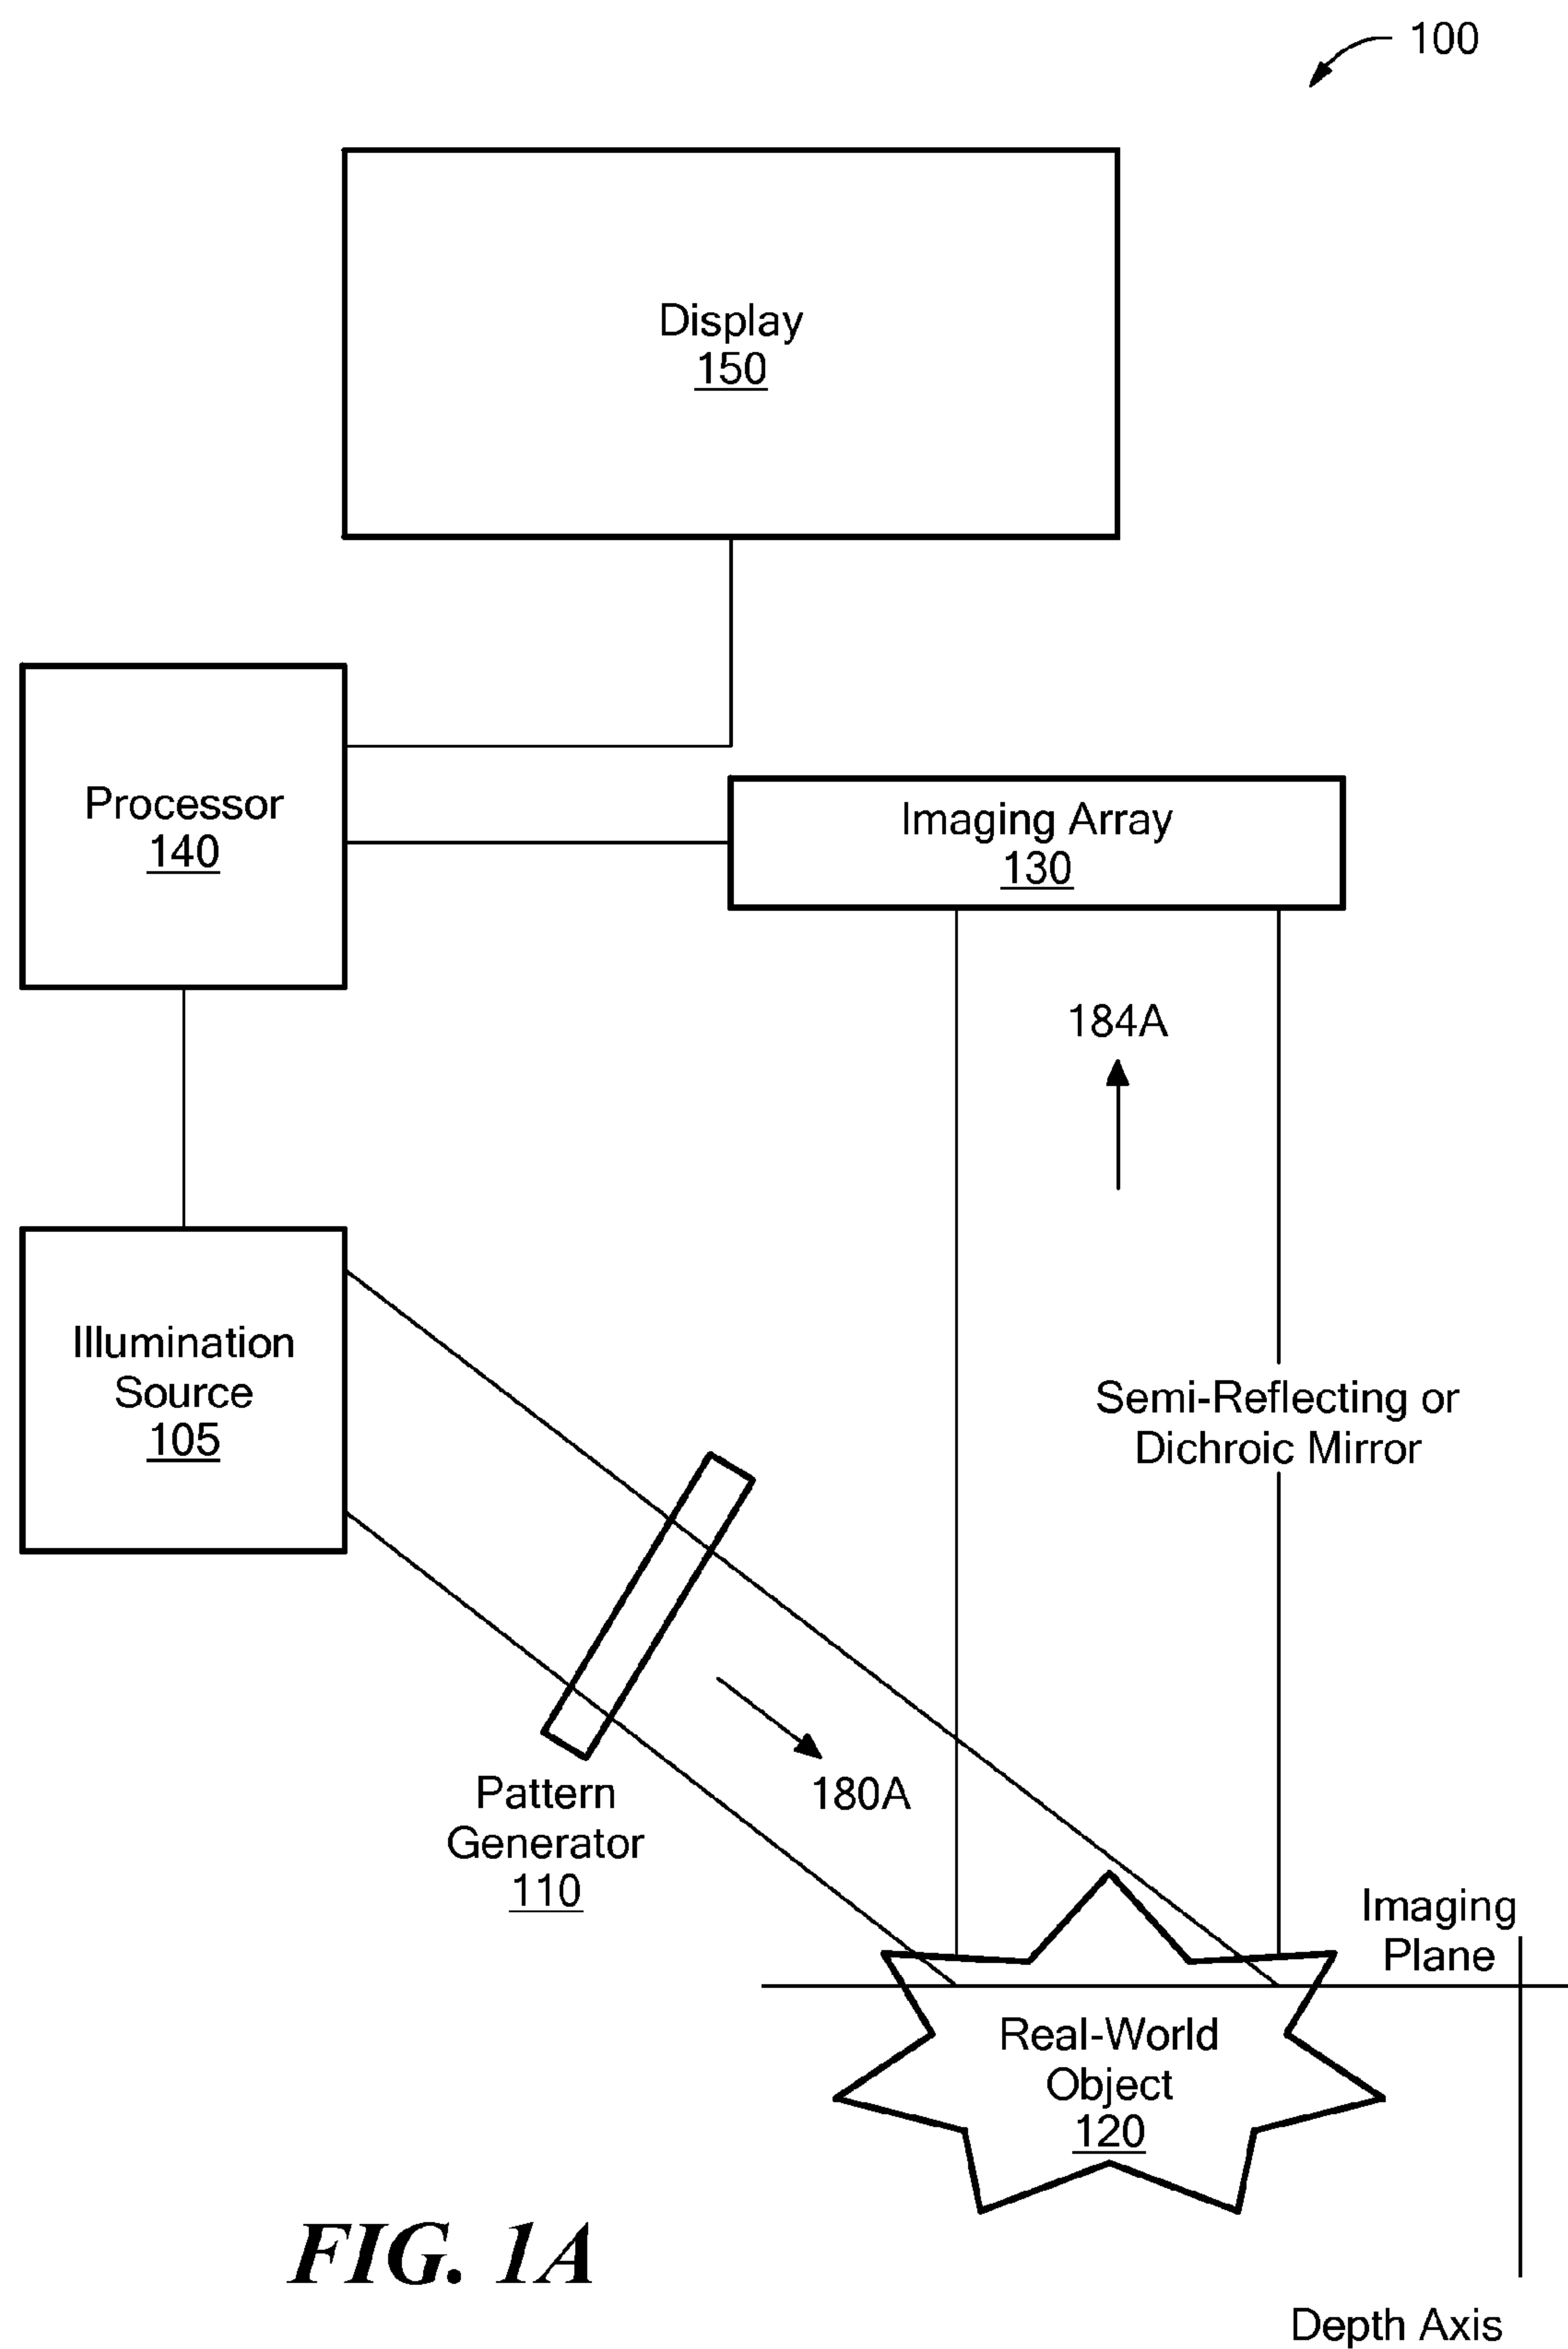 100
Display
150
Processor
140
Imaging Array
130
184A
Illumination
Source
105
Semi-Reflecting or
Dichroic Mirror
180A
Pattern
Generator
110
Imaging
Plane
Real-World
Object
120
FIG. 1A
Depth Axis